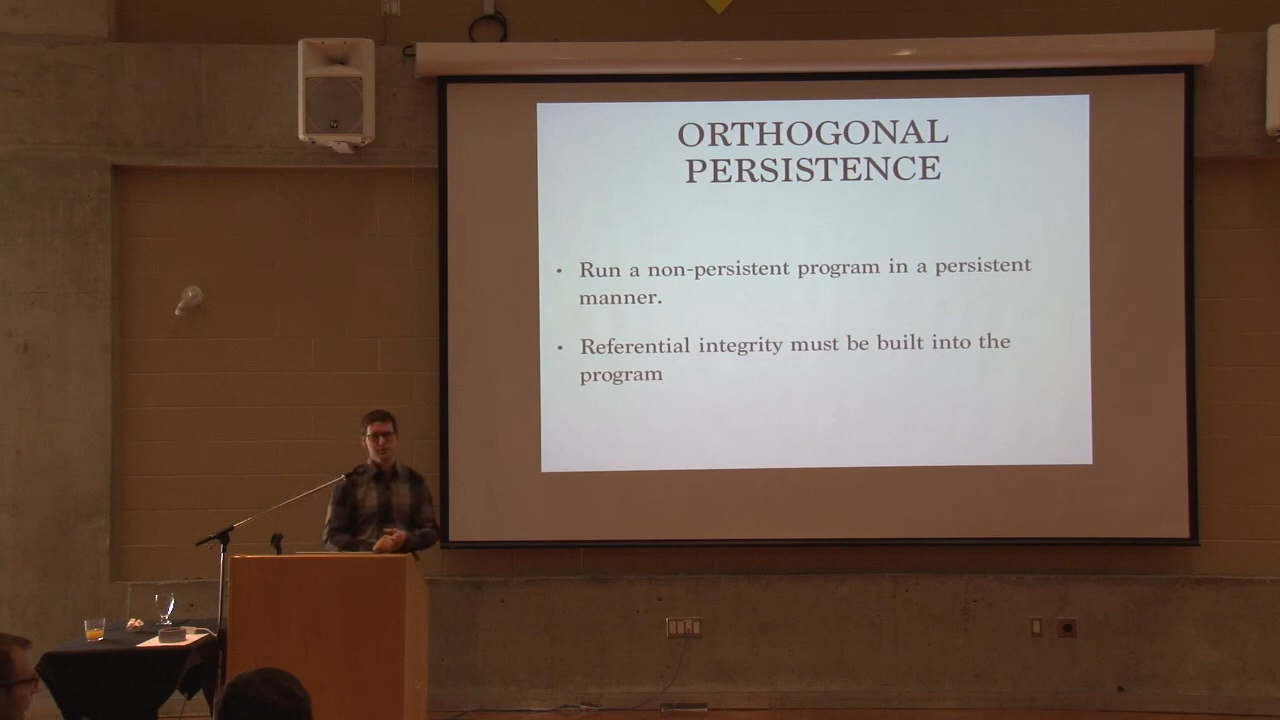 ORTHOGONAL
PERSISTENCE
• Run a non-persistent program in a persistent
manner.
• Referential integrity must be built into the
program